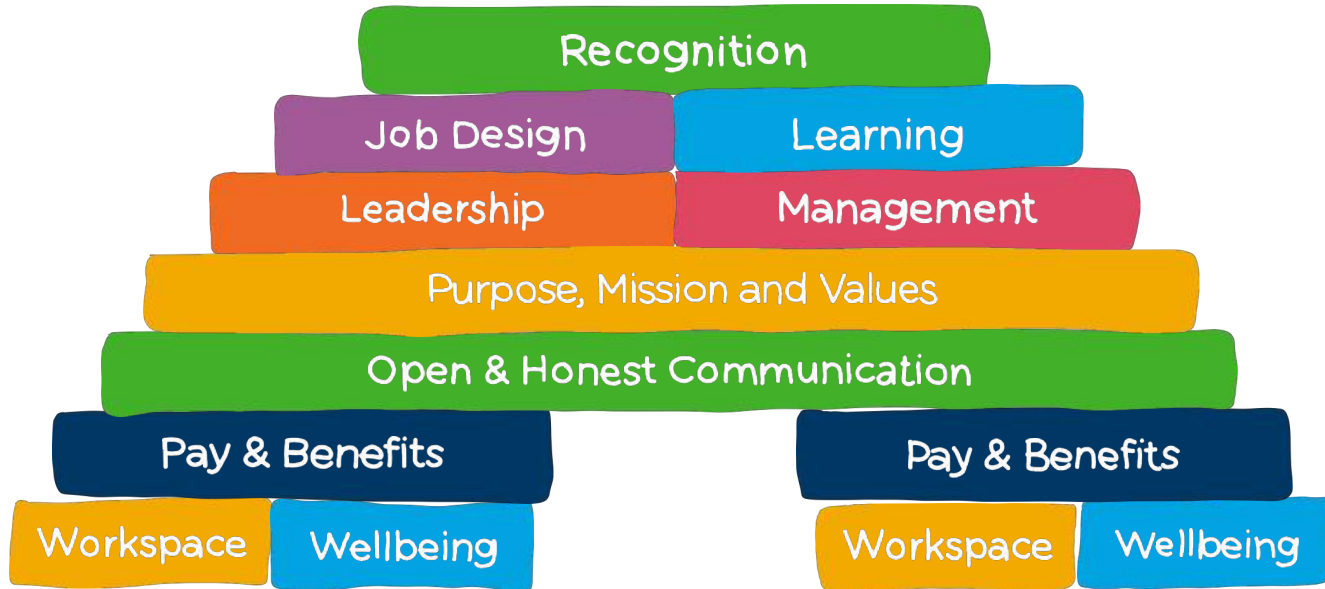 Recognition
Job Design
Learning
Leadership
Management
Purpose, Mission and Values
Open & Honest Communication
Pay & Benefits
Pay & Benefits
Workspace
Wellbeing
Workspace
Wellbeing